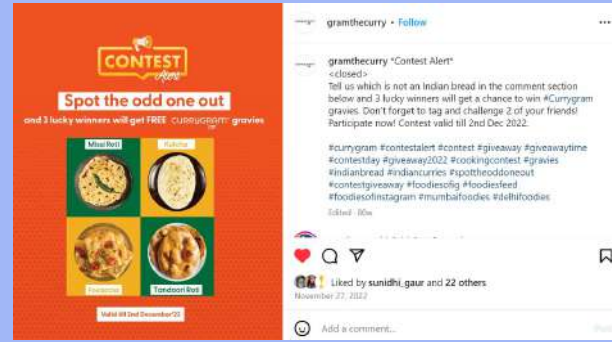 CONTEST
Alert
Spot the odd one out
and 3 lucky winners will get FREE CURRYGRAM gravies
Missi Roti
Kulcha
Tandoori Roti
Valid till 2nd December'22
gramthecurry • Follow
gramthecurry "Contest Alert"
<closed>
Tell us which is not an Indian bread in the comment section
below and 3 lucky winners will get a chance to win #Currygram
gravies. Don't forget to tag and challenge 2 of your friends!
Participate now! Contest valid till 2nd Dec 2022.
#currygram #contestalert #contest #giveaway #giveawaytime
#contestday #giveaway2022 #cookingcontest #gravies
#indianbread #indiancurries #spottheoddoneout
#contestgiveaway #foodiesofig #foodiesfeed
#foodiesofinstagram #mumbaifoodies #delhifoodies
Edited
Liked by sunidhi_gaur and 22 others
November 27, 2022
Add a comment...